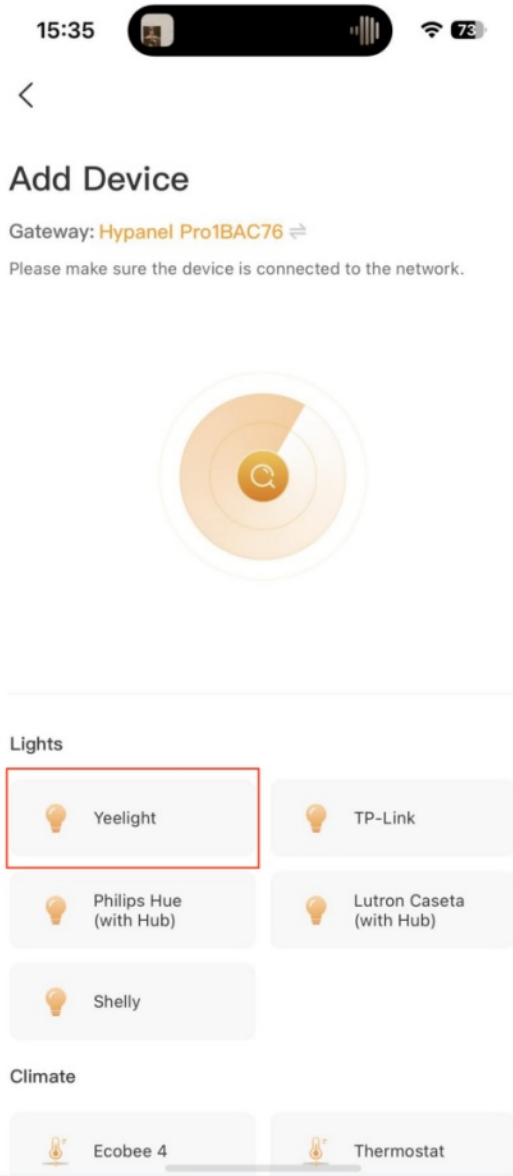 15:35
73
Add Device
Gateway: Hypanel Pro1BAC76
Please make sure the device is connected to the network.
Lights
Yeelight
TP-Link
Philips Hue
(with Hub)
Lutron Caseta
(with Hub)
Shelly
Climate
Ecobee 4
Thermostat